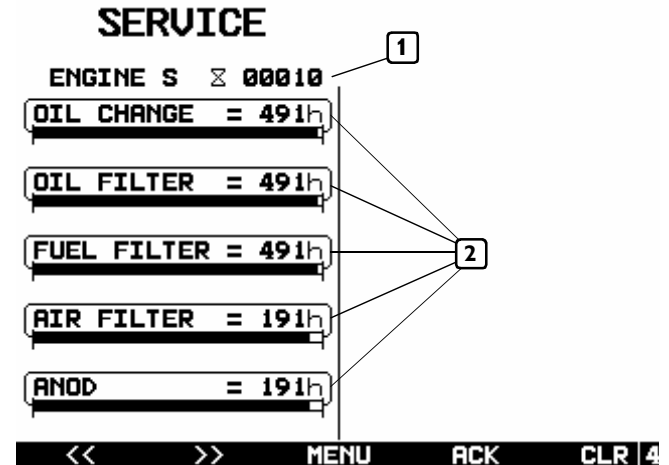 SERVICE
1
ENGINE S ⌛ 00010
OIL CHANGE = 491h
OIL FILTER = 491h
FUEL FILTER = 491h
2
AIR FILTER = 191h
ANOD = 191h
<< >> MENU ACK CLR 4